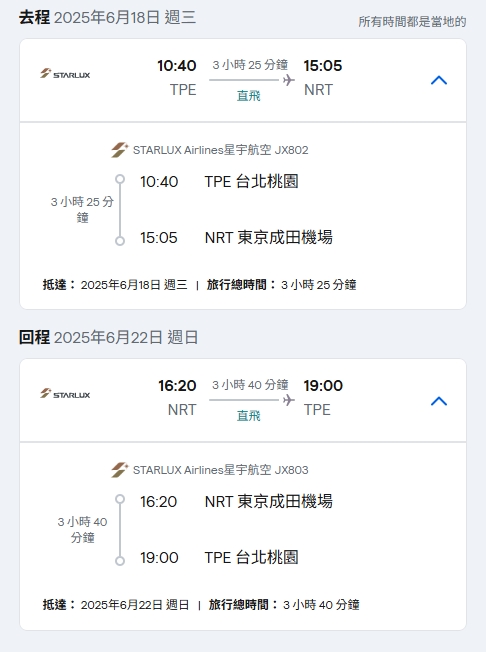 去程 2025年6月18日 週三
所有時間都是當地的
STARLUX
10:40 3 小時 25 分鐘 15:05
TPE 直飛 NRT
STARLUX Airlines星宇航空 JX802
3 小時 25 分鐘
10:40 TPE 台北桃園
15:05 NRT 東京成田機場
抵達： 2025年6月18日 週三 | 旅行總時間： 3 小時 25 分鐘
回程 2025年6月22日 週日
STARLUX
16:20 3 小時 40 分鐘 19:00
NRT 直飛 TPE
STARLUX Airlines星宇航空 JX803
3 小時 40
分鐘
16:20 NRT 東京成田機場
19:00 TPE 台北桃園
抵達： 2025年6月22日 週日 | 旅行總時間： 3 小時 40 分鐘